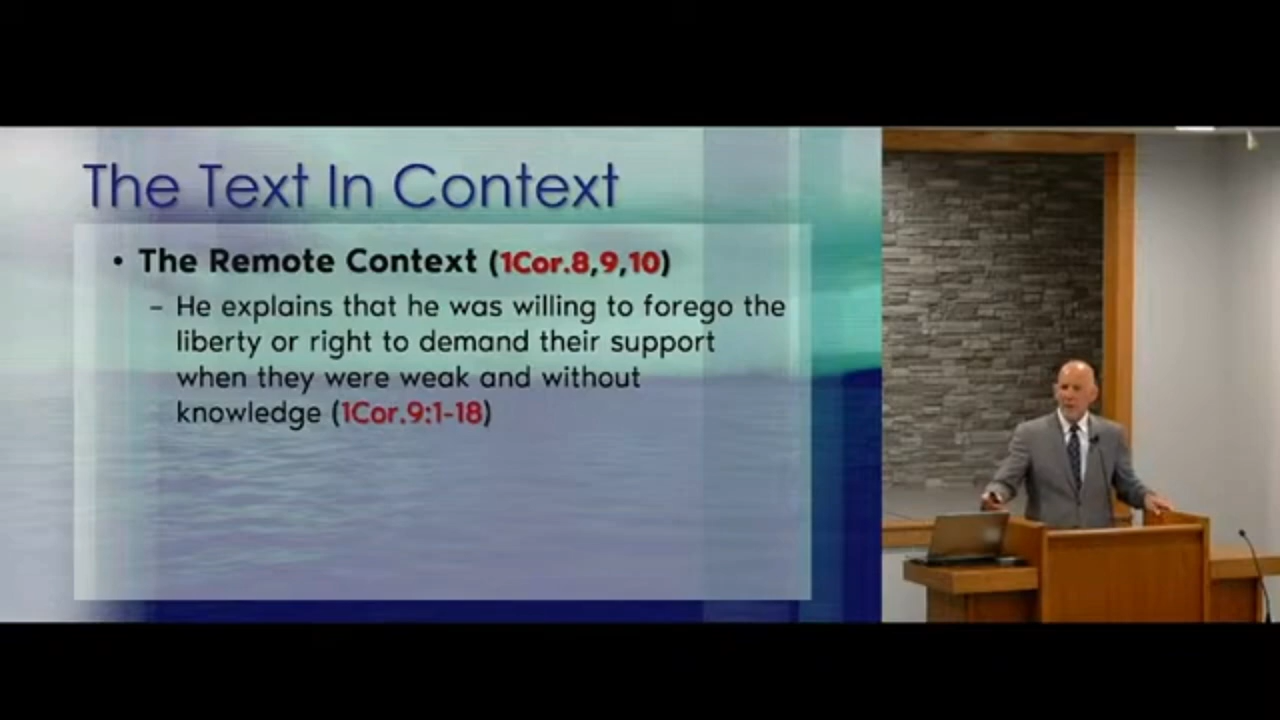 The Text In Context
• The Remote Context (1Cor.8,9,10)
– He explains that he was willing to forego the
liberty or right to demand their support
when they were weak and without
knowledge (1Cor.9:1-18)